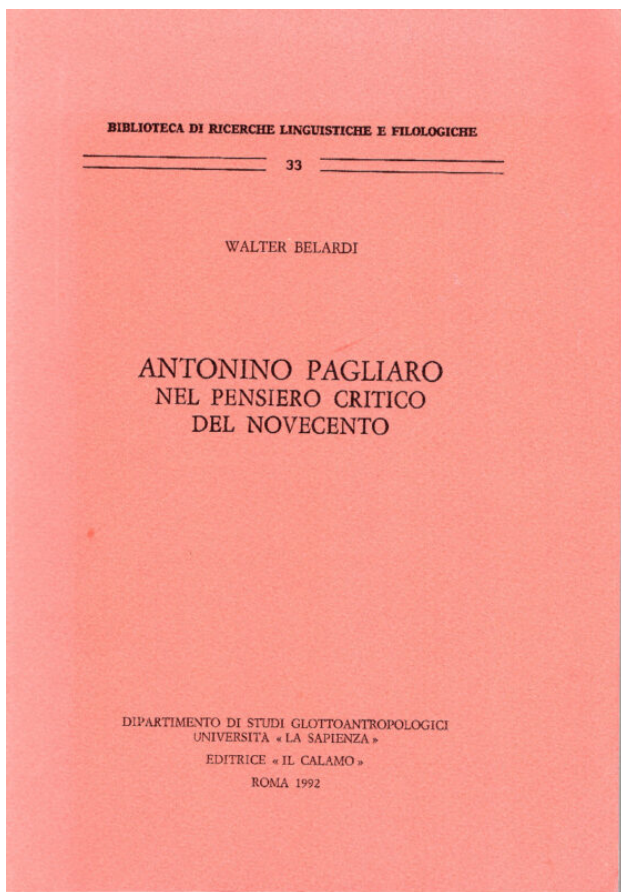 BIBLIOTECA DI RICERCHE LINGUISTICHE E FILOLOGICHE
33
WALTER BELARDI
ANTONINO PAGLIARO
NEL PENSIERO CRITICO
DEL NOVECENTO
DIPARTIMENTO DI STUDI GLOTTOANTROPOLOGICI
UNIVERSITÀ « LA SAPIENZA »
EDITRICE « IL CALAMO »
ROMA 1992